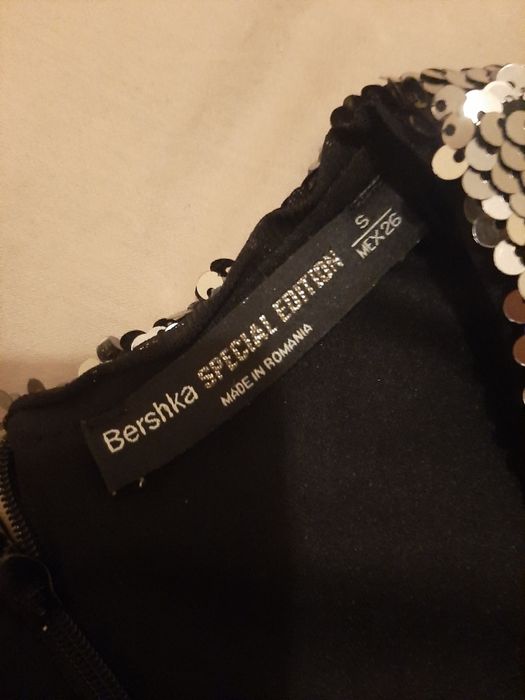 Bershka SPECIAL EDITION
MADE IN ROMANIA
S
MEX 26